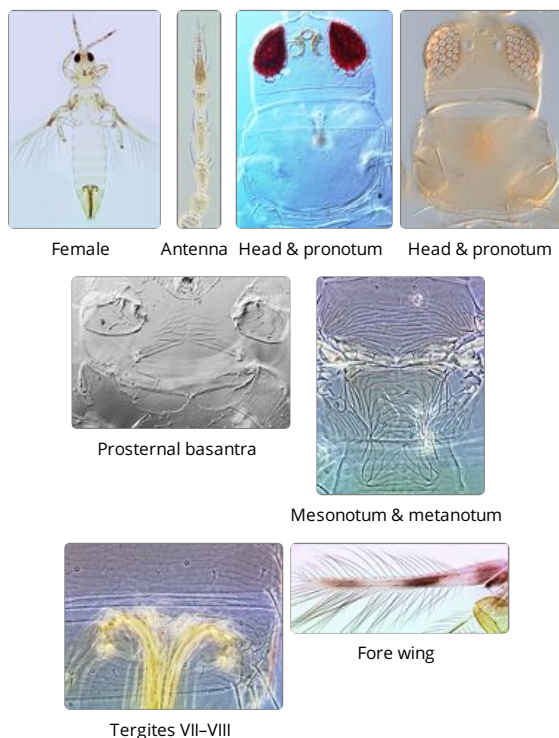 Female
Antenna
Head & pronotum
Head & pronotum
Prosternal basantra
Mesonotum & metanotum
Tergites VII–VIII
Fore wing